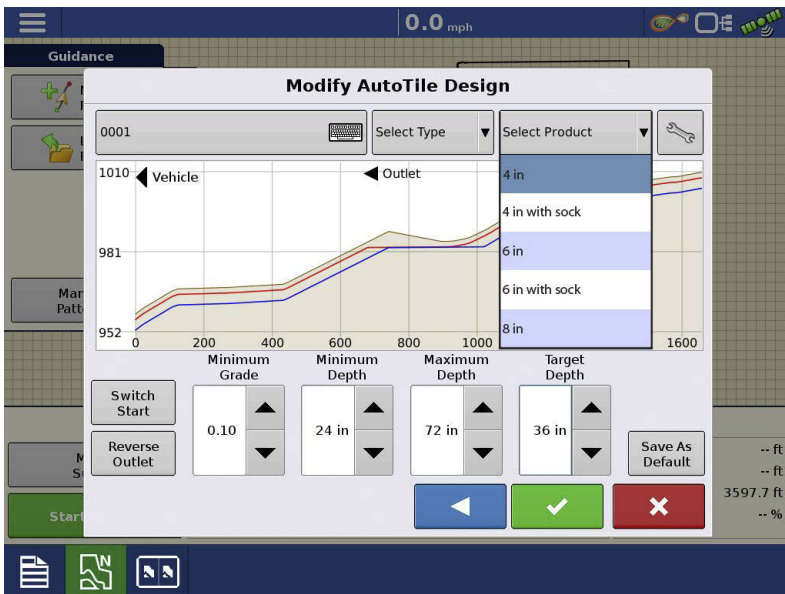 0.0 mph
Guidance
Modify AutoTile Design
0001
Select Type
Select Product
4 in
4 in with sock
6 in
6 in with sock
8 in
1010
Vehicle
Outlet
981
952
0 200 400 600 800 1000 1600
Minimum Grade
Minimum Depth
Maximum Depth
Target Depth
Switch Start
Reverse Outlet
0.10
24 in
72 in
36 in
Save As Default
Mar
Patt
Start
-- ft
-- ft
3597.7 ft
-- %
N